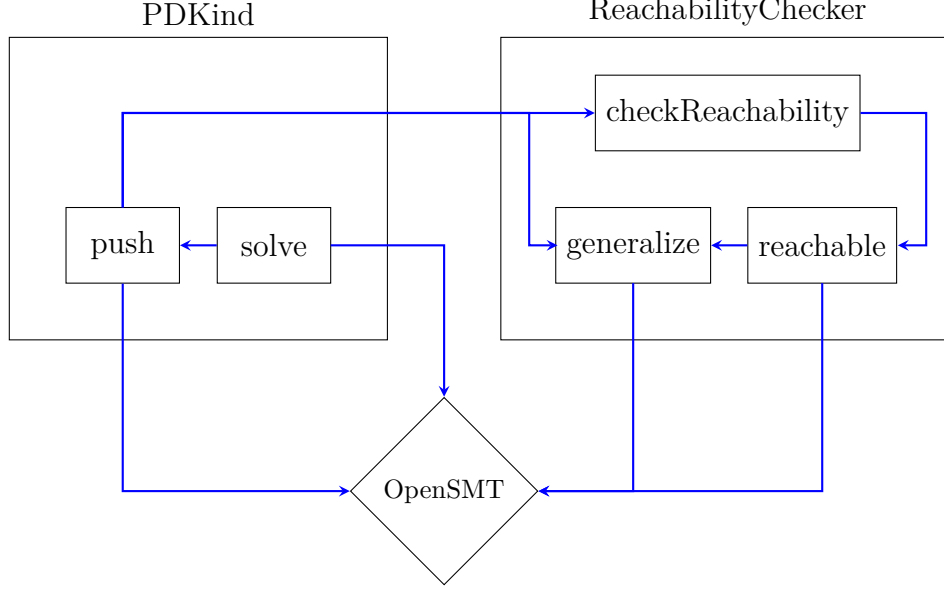 PDKind
ReachabilityChecker
checkReachability
push
solve
generalize
reachable
OpenSMT